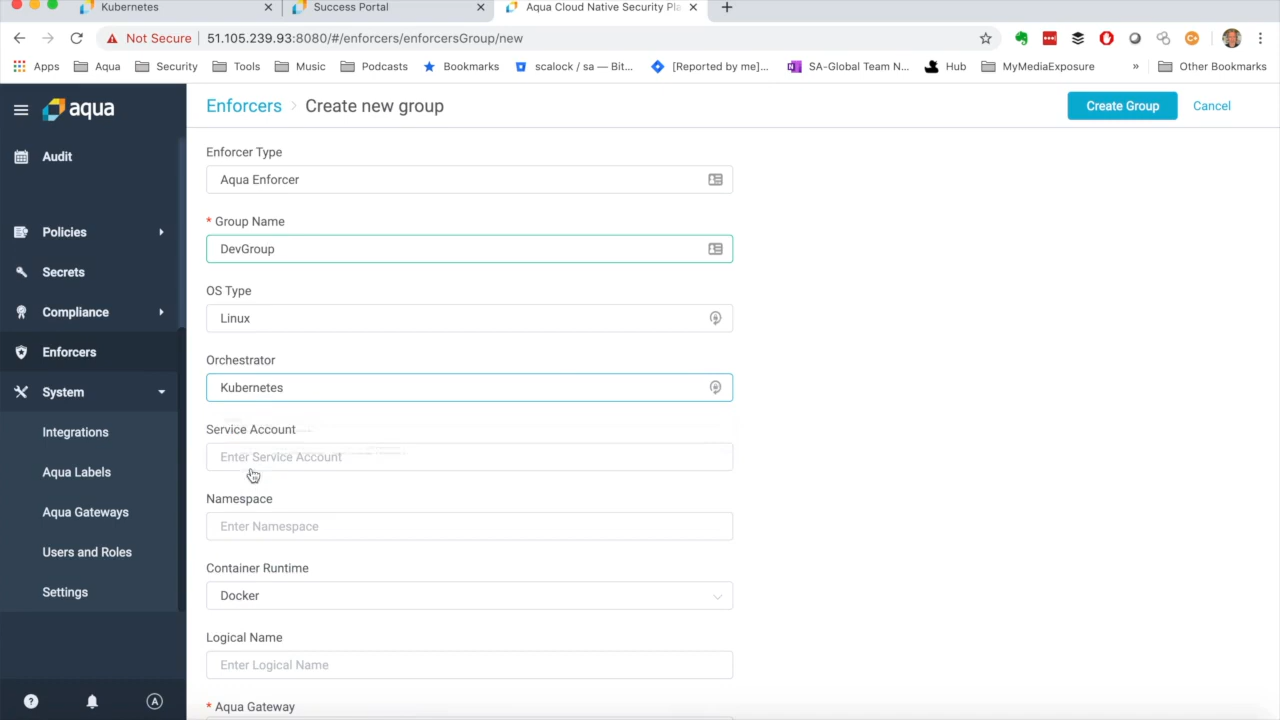 Kubernetes
Success Portal
Aqua Cloud Native Security Pla
Not Secure 51.105.239.93:8080/#/enforcers/enforcersGroup/new
Apps Aqua Security Tools Music Podcasts Bookmarks scalock / sa — Bit... [Reported by me]... SA-Global Team N... Hub MyMediaExposure » Other Bookmarks
aqua
Enforcers > Create new group
Create Group
Cancel
Audit
Policies
Secrets
Compliance
Enforcers
System
Integrations
Aqua Labels
Aqua Gateways
Users and Roles
Settings
A
Enforcer Type
Aqua Enforcer
* Group Name
DevGroup
OS Type
Linux
Orchestrator
Kubernetes
Service Account
Enter Service Account
Namespace
Enter Namespace
Container Runtime
Docker
Logical Name
Enter Logical Name
* Aqua Gateway